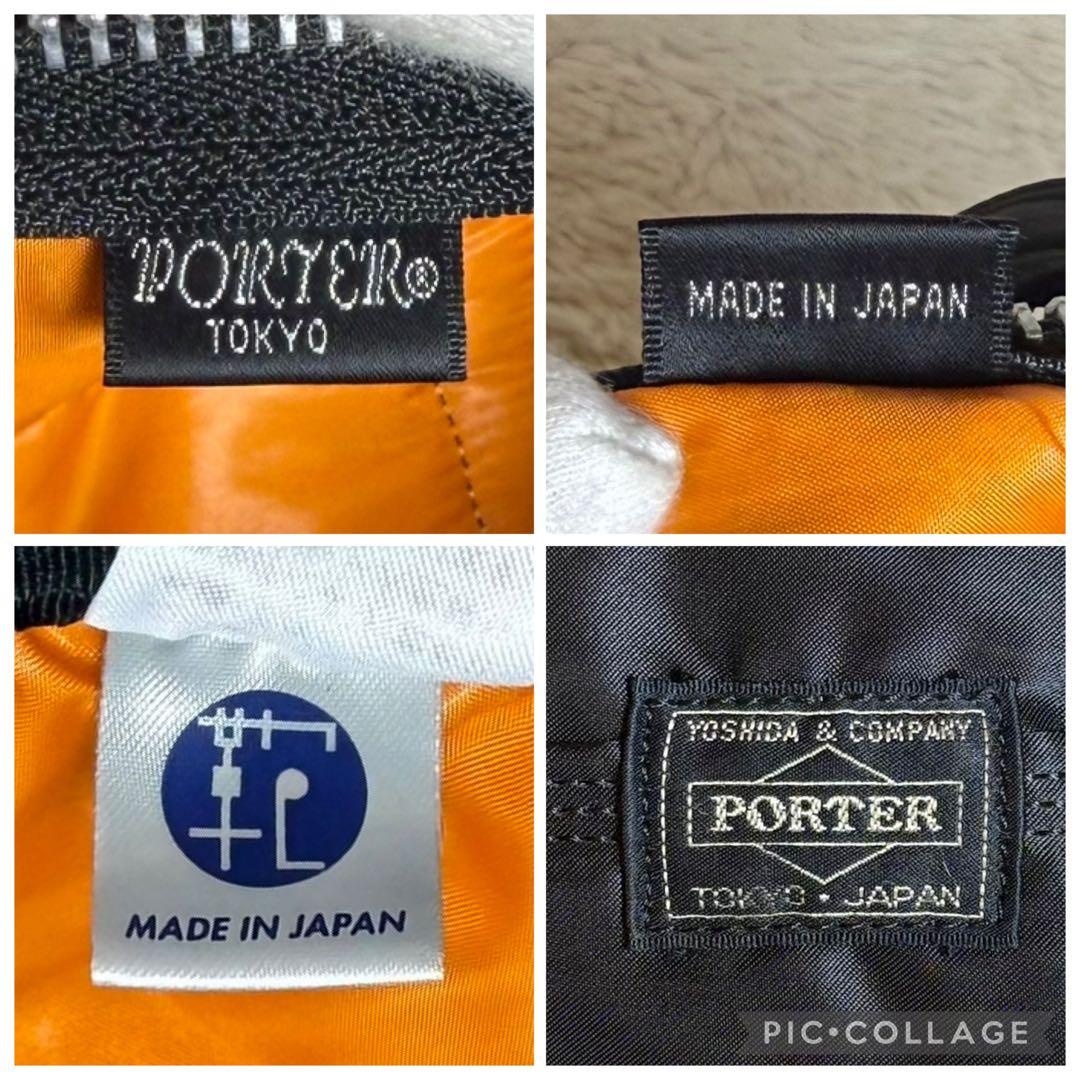 PORTER®
TOKYO
MADE IN JAPAN
MADE IN JAPAN
YOSHIDA & COMPANY
PORTER
TOKYO • JAPAN
PIC•COLLAGE